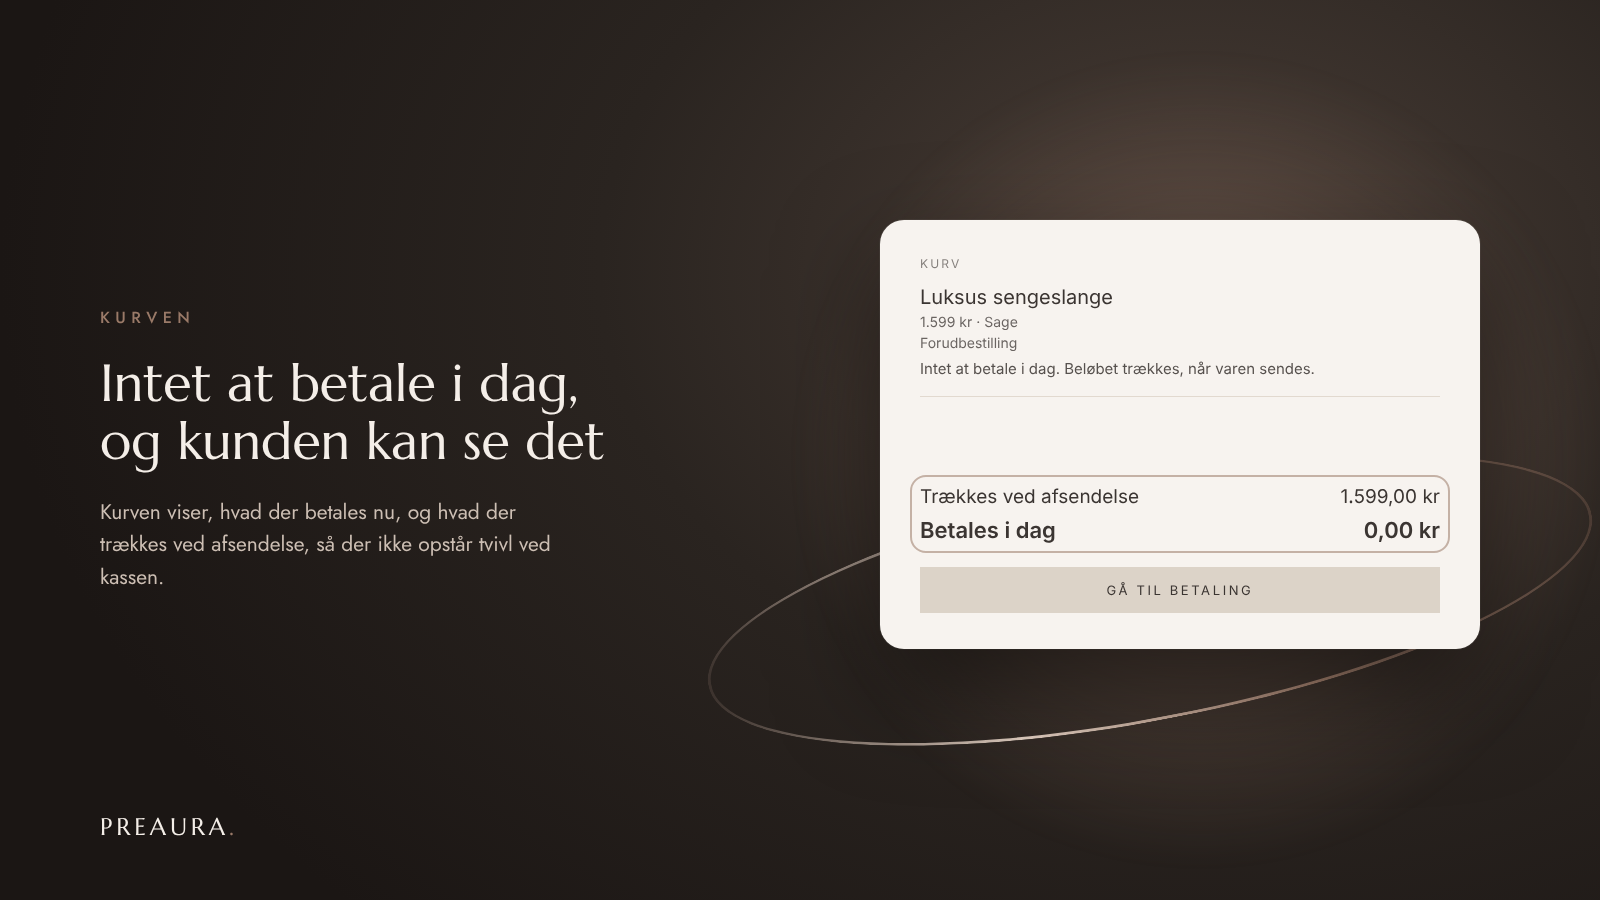 KURVEN
Intet at betale i dag,
og kunden kan se det
Kurven viser, hvad der betales nu, og hvad der
trækkes ved afsendelse, så der ikke opstår tvivl ved
kassen.
PREAURA.
KURV
Luksus sengeslange
1.599 kr · Sage
Forudbestilling
Intet at betale i dag. Beløbet trækkes, når varen sendes.
Trækkes ved afsendelse 1.599,00 kr
Betales i dag 0,00 kr
GÅ TIL BETALING